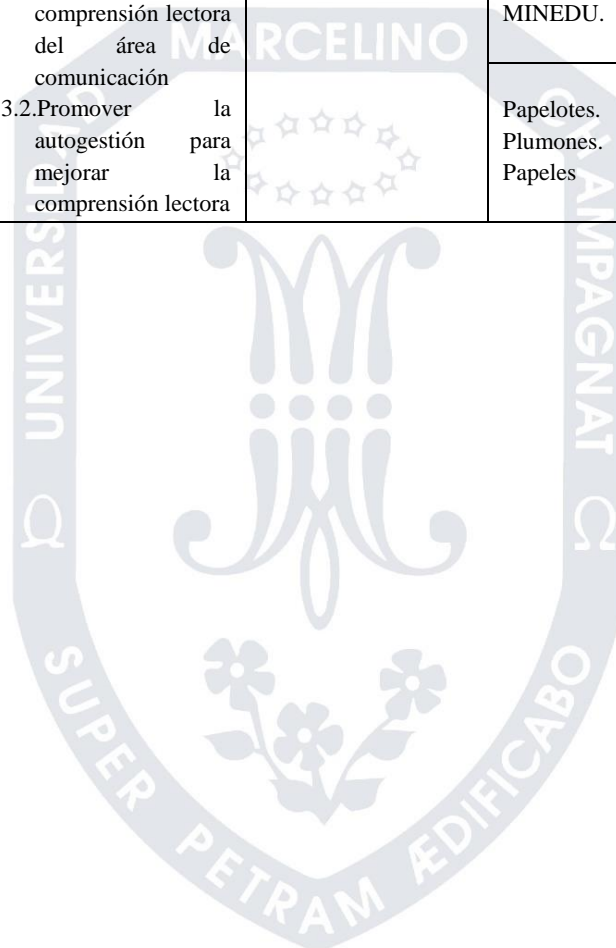 comprensión lectora
del área de
comunicación
3.2.Promover la
autogestión para
mejorar la
comprensión lectora
MINEDU.
Papelotes.
Plumones.
Papeles
UNIVERSIDAD MARCELINO CHAMPAGNAT
SUPER PETRAM ÆDIFICABO
Ω Ω